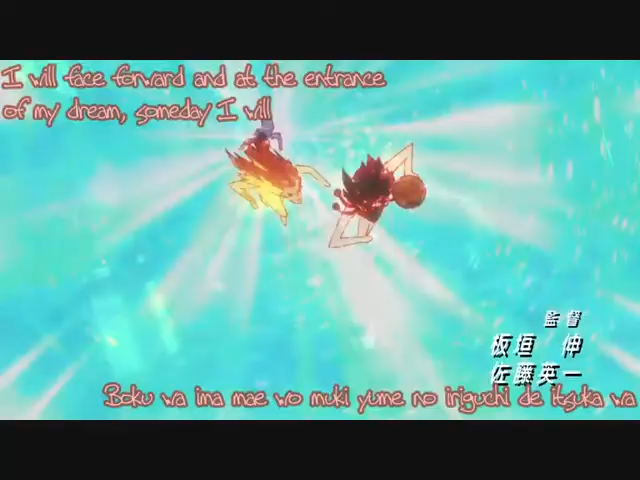 I will face forward and at the entrance
of my dream, someday I will
監督
板垣 伸
佐藤英一
Boku wa ima mae wo muki yume no iriguchi de itsuka wa